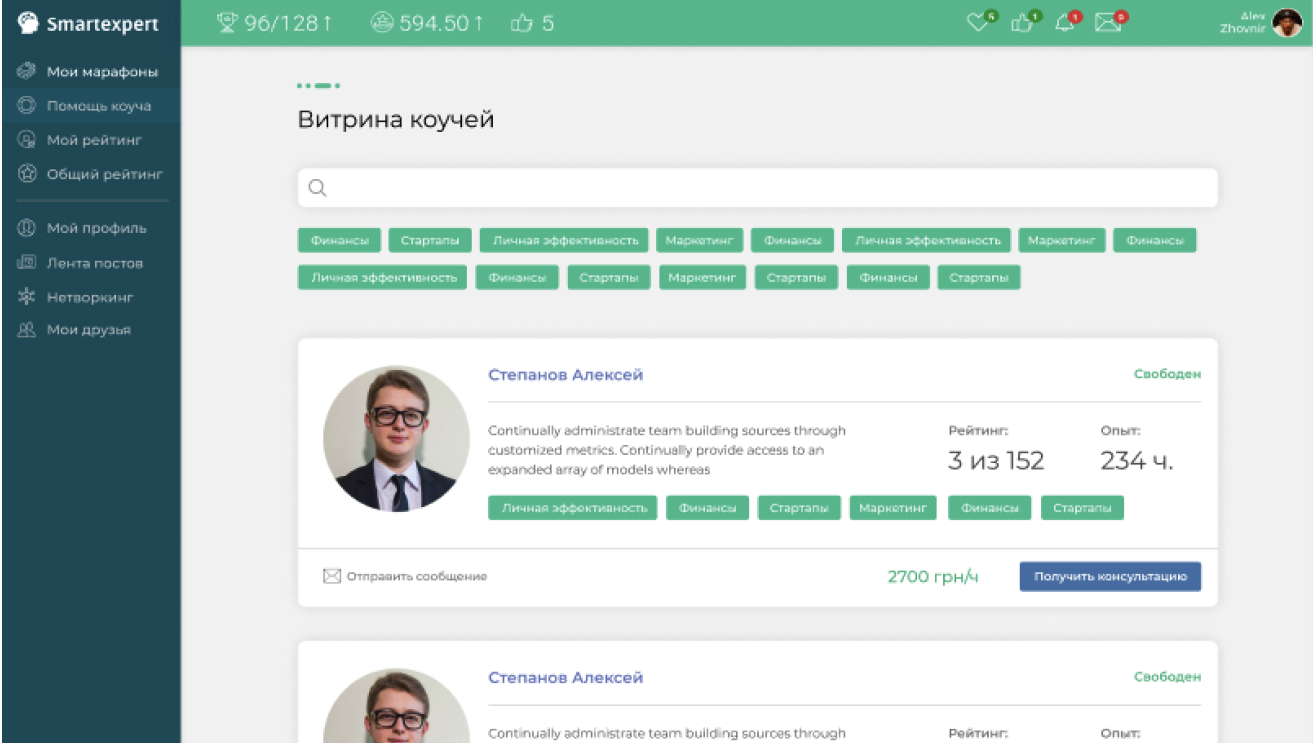 Smartexpert
96/128↑ 594.50↑ 5
5 1 1
Alex
Zhovnir
Мои марафоны
Помощь коуча
Мой рейтинг
Общий рейтинг
Мой профиль
Лента постов
Нетворкинг
Мои друзья
Витрина коучей
Финансы Стартапы Личная эффективность Маркетинг Финансы Личная эффективность Маркетинг Финансы
Личная эффективность Финансы Стартапы Маркетинг Стартапы Финансы Стартапы
Степанов Алексей Свободен
Continually administrate team building sources through
customized metrics. Continually provide access to an
expanded array of models whereas
Рейтинг: Опыт:
3 из 152 234 ч.
Личная эффективность Финансы Стартапы Маркетинг Финансы Стартапы
Отправить сообщение 2700 грн/ч Получить консультацию
Степанов Алексей Свободен
Continually administrate team building sources through
Рейтинг: Опыт: